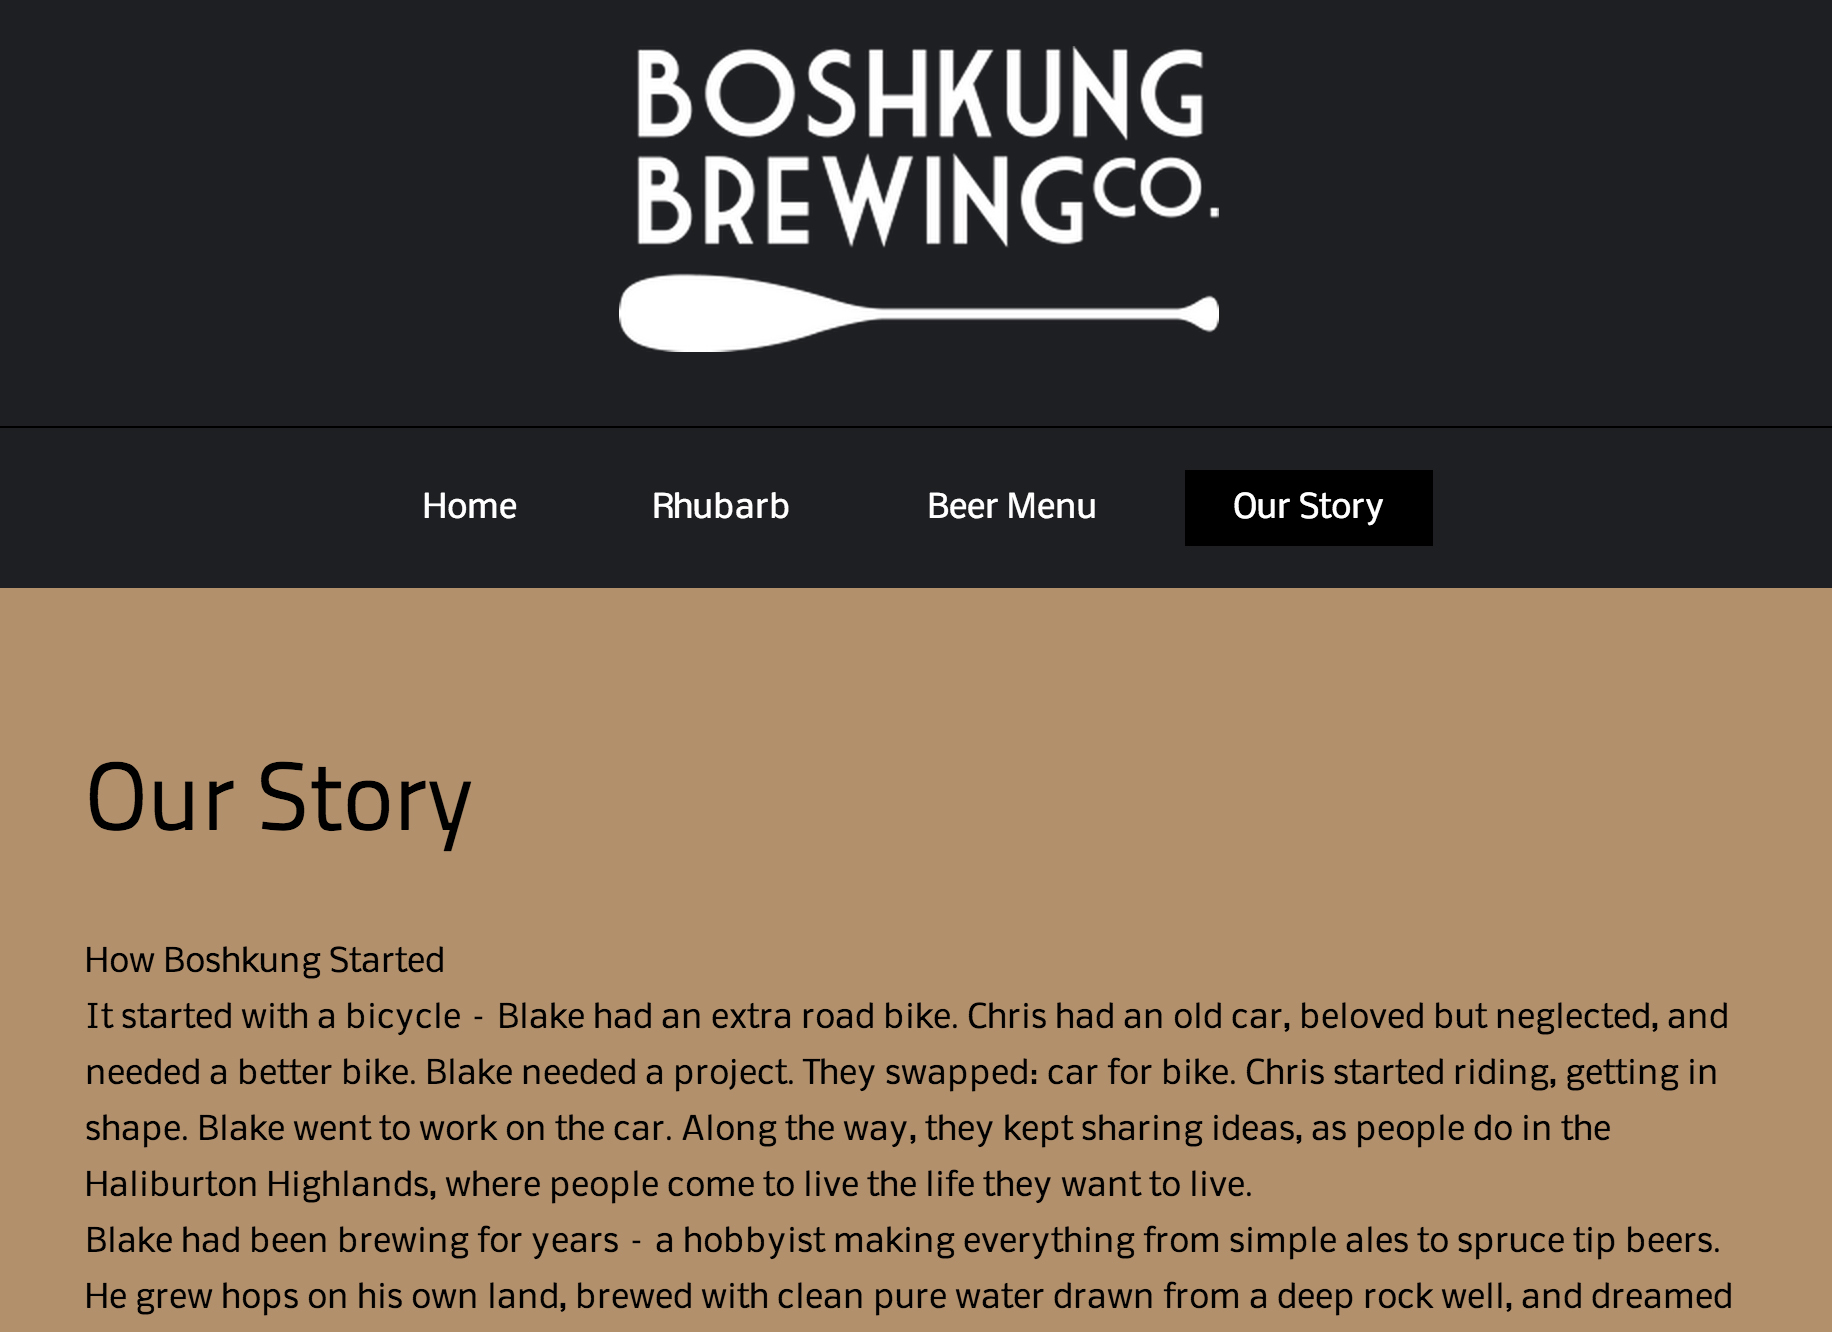 BOSHKUNG
BREWING CO.
Home Rhubarb Beer Menu Our Story
Our Story
How Boshkung Started
It started with a bicycle - Blake had an extra road bike. Chris had an old car, beloved but neglected, and
needed a better bike. Blake needed a project. They swapped: car for bike. Chris started riding, getting in
shape. Blake went to work on the car. Along the way, they kept sharing ideas, as people do in the
Haliburton Highlands, where people come to live the life they want to live.
Blake had been brewing for years - a hobbyist making everything from simple ales to spruce tip beers.
He grew hops on his own land, brewed with clean pure water drawn from a deep rock well, and dreamed